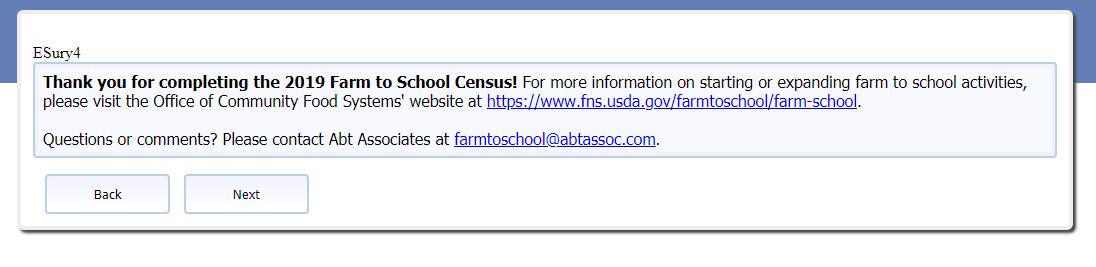 ESury4
Thank you for completing the 2019 Farm to School Census! For more information on starting or expanding farm to school activities,
please visit the Office of Community Food Systems' website at https://www.fns.usda.gov/farmtoschool/farm-school.
Questions or comments? Please contact Abt Associates at farmtoschool@abtassoc.com.
Back Next